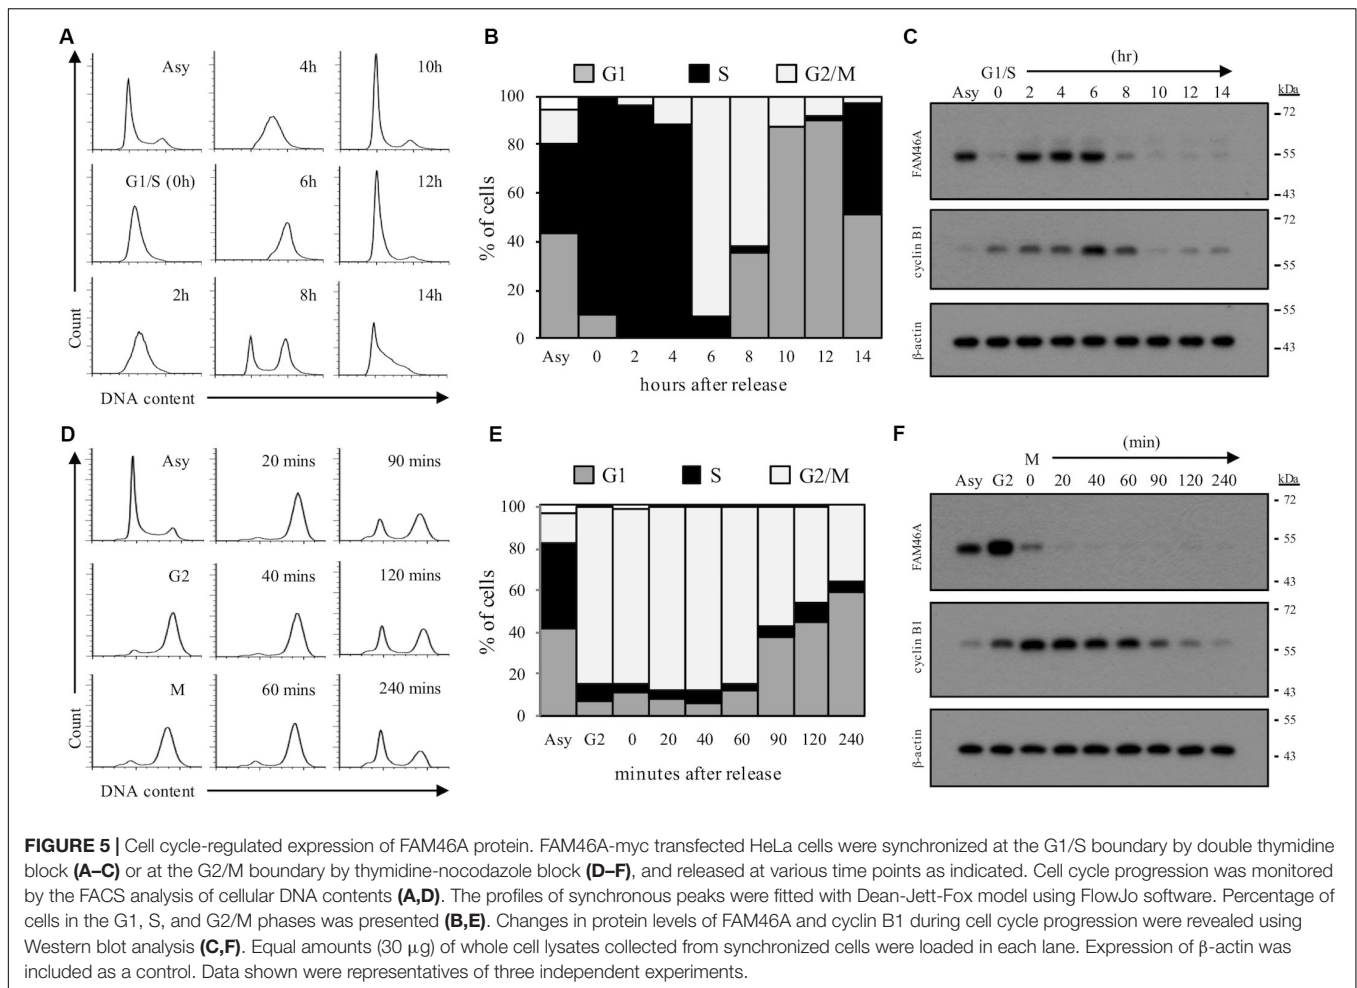 A
Asy
4h
10h
G1/S (0h)
6h
12h
2h
8h
14h
Count
DNA content
B
G1 S G2/M
% of cells
100
80
60
40
20
0
Asy 0 2 4 6 8 10 12 14
hours after release
C
(hr)
G1/S
Asy 0 2 4 6 8 10 12 14
kDa
FAM46A
- 72
- 55
- 43
cyclin B1
- 72
- 55
β-actin
- 55
- 43
D
Asy
20 mins
90 mins
G2
40 mins
120 mins
M
60 mins
240 mins
Count
DNA content
E
G1 S G2/M
% of cells
100
80
60
40
20
0
Asy G2 0 20 40 60 90 120 240
minutes after release
F
(min)
M
Asy G2 0 20 40 60 90 120 240
kDa
FAM46A
- 72
- 55
- 43
cyclin B1
- 72
- 55
- 43
β-actin
- 55
- 43
FIGURE 5 | Cell cycle-regulated expression of FAM46A protein. FAM46A-myc transfected HeLa cells were synchronized at the G1/S boundary by double thymidine
block (A–C) or at the G2/M boundary by thymidine-nocodazole block (D–F), and released at various time points as indicated. Cell cycle progression was monitored
by the FACS analysis of cellular DNA contents (A,D). The profiles of synchronous peaks were fitted with Dean-Jett-Fox model using FlowJo software. Percentage of
cells in the G1, S, and G2/M phases was presented (B,E). Changes in protein levels of FAM46A and cyclin B1 during cell cycle progression were revealed using
Western blot analysis (C,F). Equal amounts (30 μg) of whole cell lysates collected from synchronized cells were loaded in each lane. Expression of β-actin was
included as a control. Data shown were representatives of three independent experiments.